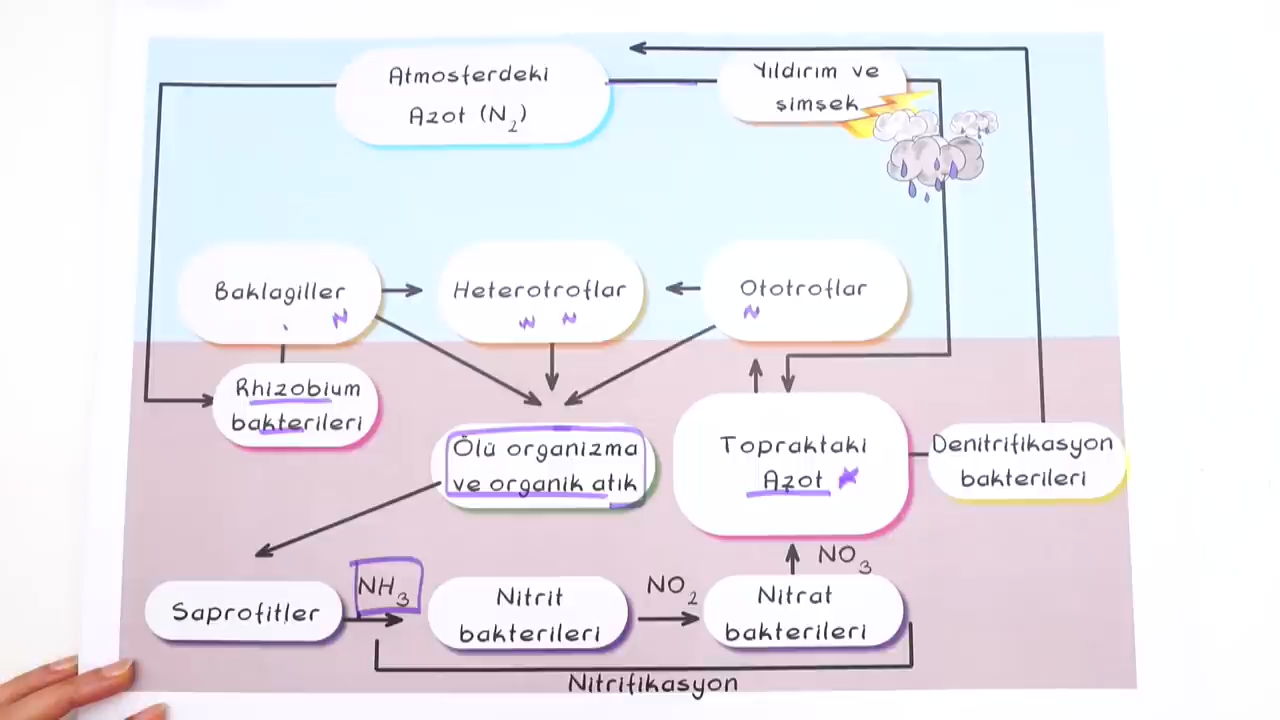 Atmosferdeki
Azot (N₂)
Yıldırım ve
şimşek
Baklagiller
N
Heterotroflar
N N
Ototroflar
N
Rhizobium
bakterileri
Ölü organizma
ve organik atık
Topraktaki
Azot
Denitrifikasyon
bakterileri
Saprofitler
NH₃
Nitrit
bakterileri
NO₂
Nitrat
bakterileri
NO₃
Nitrifikasyon